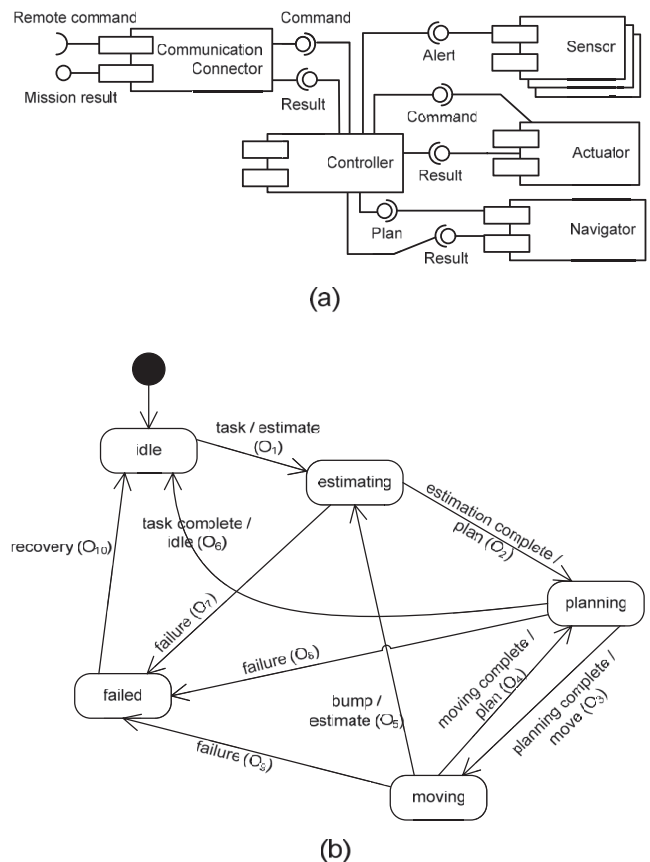 Remote command
Mission result
Communication
Connector
Command
Result
Alert
Senscr
Command
Controller
Result
Actuator
Plan
Result
Navigator
(a)
idle
task / estimate
(O1)
estimating
estimation complete /
plan (O2)
task complete /
idle (O6)
recovery (O10)
planning
failure (O7)
failure (O6)
failed
bump /
estimate (O5)
moving complete /
plan (O4)
planning complete /
move (O3)
failure (O9)
moving
(b)